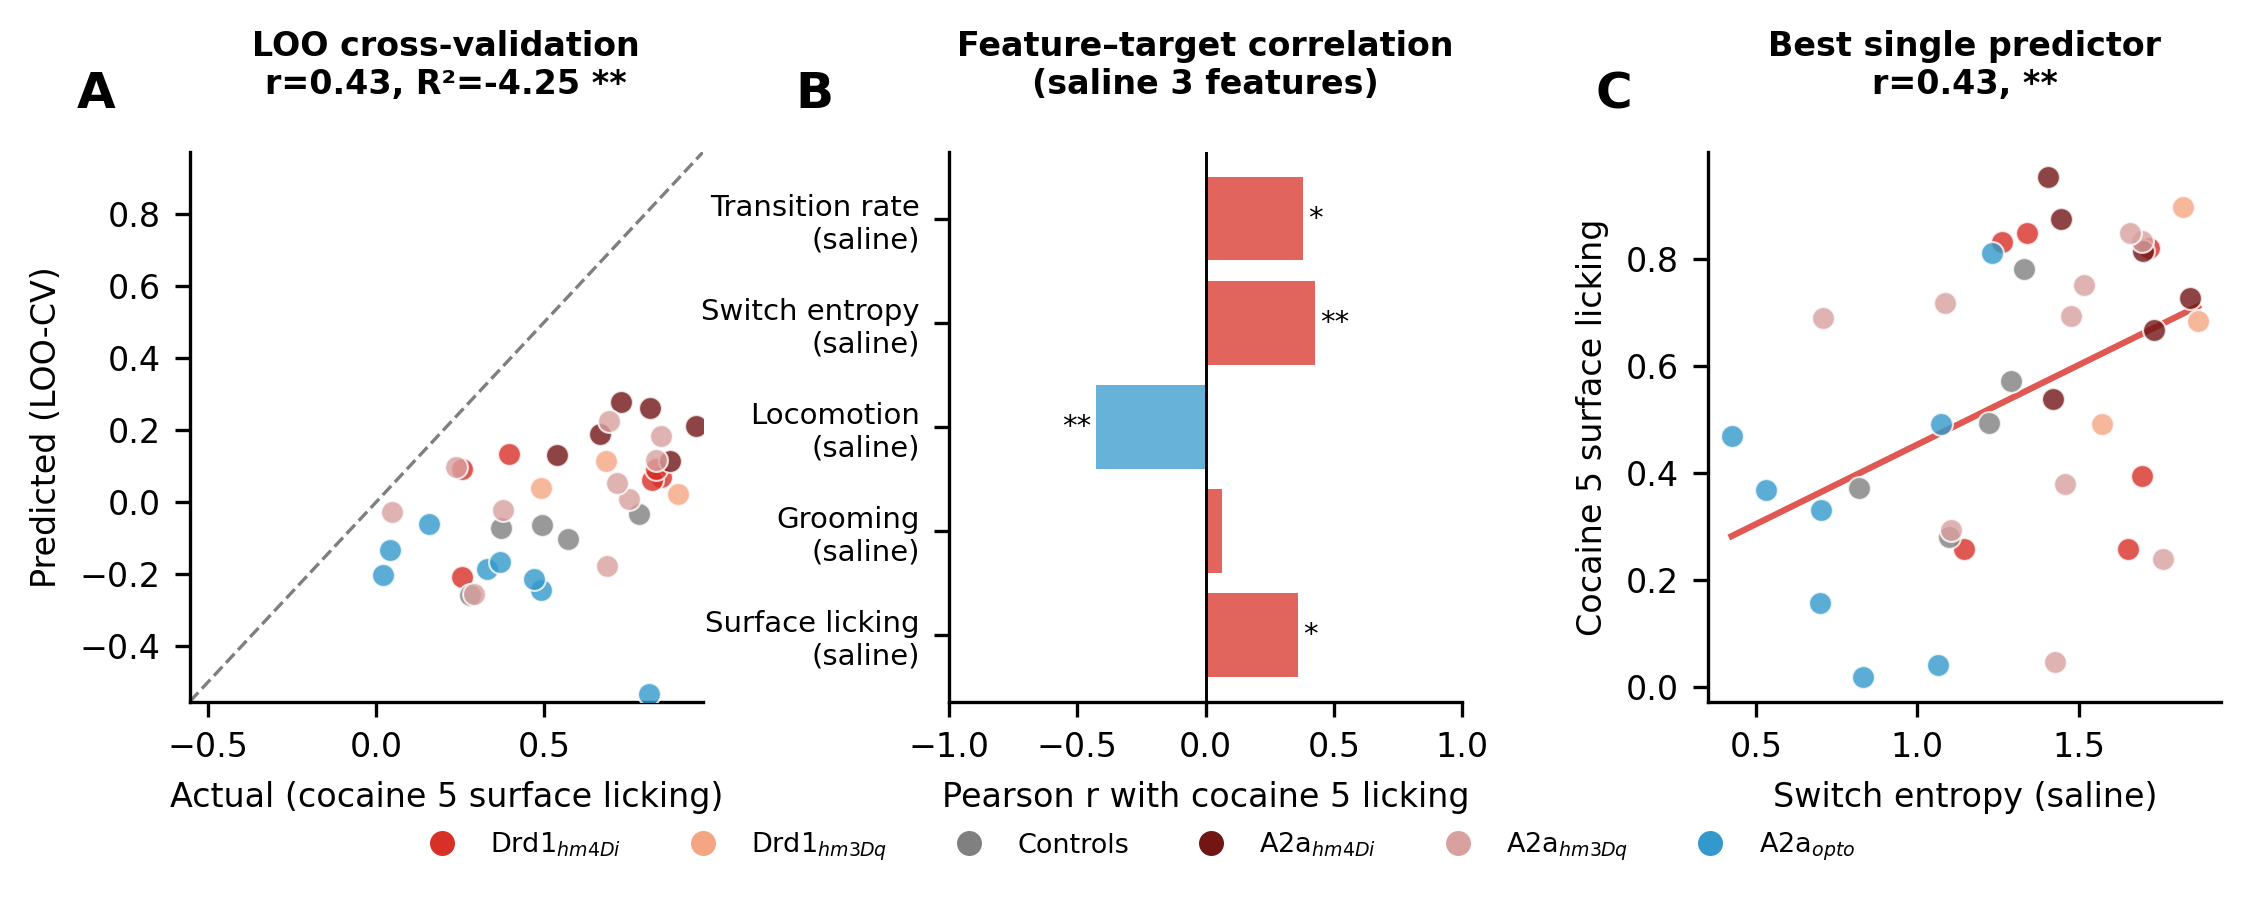 A
LOO cross-validation
r=0.43, R²=-4.25 **
Predicted (LOO-CV)
0.8
0.6
0.4
0.2
0.0
−0.2
−0.4
−0.5
0.0
0.5
Actual (cocaine 5 surface licking)
B
Feature–target correlation
(saline 3 features)
Transition rate
(saline)
*
Switch entropy
(saline)
**
Locomotion
(saline)
**
Grooming
(saline)
Surface licking
(saline)
*
−1.0
−0.5
0.0
0.5
1.0
Pearson r with cocaine 5 licking
C
Best single predictor
r=0.43, **
Cocaine 5 surface licking
0.8
0.6
0.4
0.2
0.0
0.5
1.0
1.5
Switch entropy (saline)
Drd1hm4Di
Drd1hm3Dq
Controls
A2ahm4Di
A2ahm3Dq
A2aopto